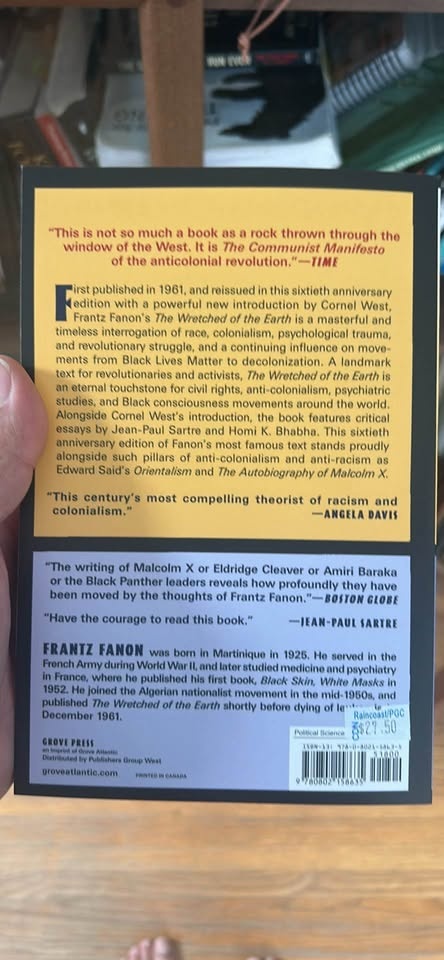 "This is not so much a book as a rock thrown through the
window of the West. It is The Communist Manifesto
of the anticolonial revolution."—TIME
First published in 1961, and reissued in this sixtieth anniversary
edition with a powerful new introduction by Cornel West,
Frantz Fanon's The Wretched of the Earth is a masterful and
timeless interrogation of race, colonialism, psychological trauma,
and revolutionary struggle, and a continuing influence on move-
ments from Black Lives Matter to decolonization. A landmark
text for revolutionaries and activists, The Wretched of the Earth is
an eternal touchstone for civil rights, anti-colonialism, psychiatric
studies, and Black consciousness movements around the world.
Alongside Cornel West's introduction, the book features critical
essays by Jean-Paul Sartre and Homi K. Bhabha. This sixtieth
anniversary edition of Fanon's most famous text stands proudly
alongside such pillars of anti-colonialism and anti-racism as
Edward Said's Orientalism and The Autobiography of Malcolm X.
"This century's most compelling theorist of racism and
colonialism."
—ANGELA DAVIS
"The writing of Malcolm X or Eldridge Cleaver or Amiri Baraka
or the Black Panther leaders reveals how profoundly they have
been moved by the thoughts of Frantz Fanon."—BOSTON GLOBE
"Have the courage to read this book." —JEAN-PAUL SARTRE
FRANTZ FANON was born in Martinique in 1925. He served in the
French Army during World War II, and later studied medicine and psychiatry
in France, where he published his first book, Black Skin, White Masks in
1952. He joined the Algerian nationalist movement in the mid-1950s, and
published The Wretched of the Earth shortly before dying of
December 1961.
Raincoast/PGC
$27.50
Political Science
GROVE PRESS
an imprint of Grove Atlantic
Distributed by Publishers Group West
groveatlantic.com PRINTED IN CANADA
ISBN-13: 978-0-8021-5863-5
51800
9 780802 158635